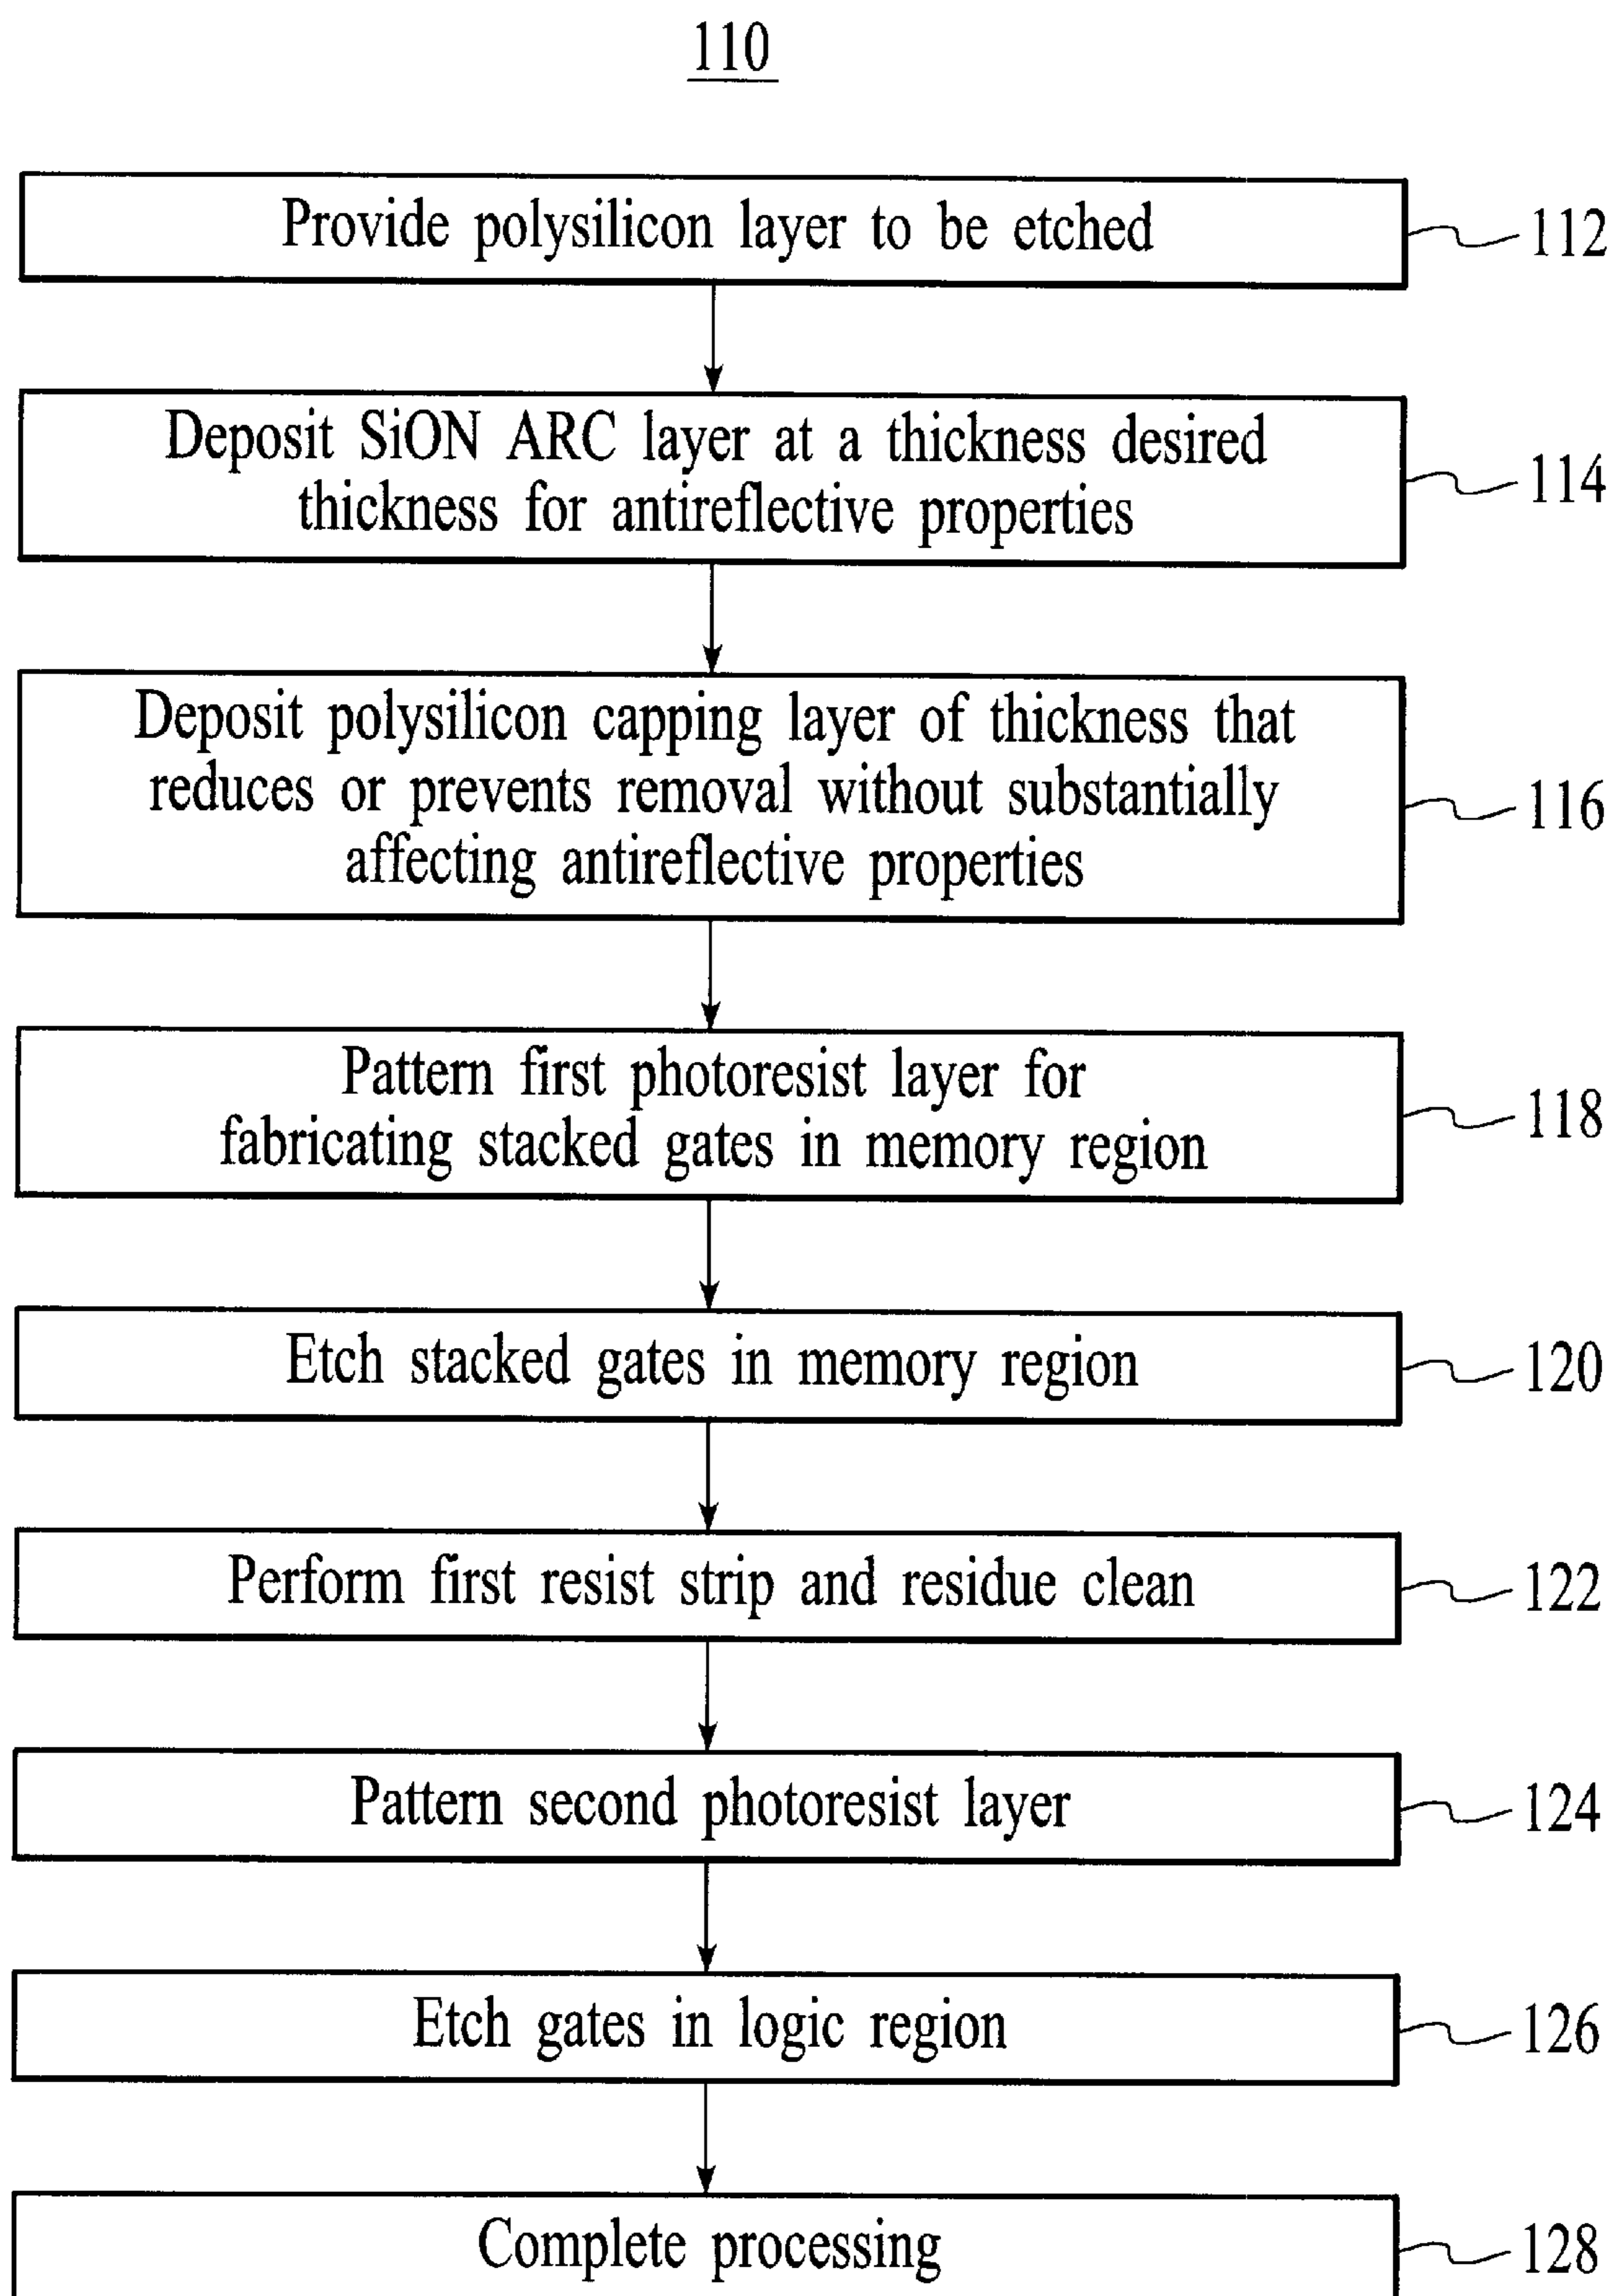 110
Provide polysilicon layer to be etched
112
Deposit SiON ARC layer at a thickness desired
thickness for antireflective properties
114
Deposit polysilicon capping layer of thickness that
reduces or prevents removal without substantially
affecting antireflective properties
116
Pattern first photoresist layer for
fabricating stacked gates in memory region
118
Etch stacked gates in memory region
120
Perform first resist strip and residue clean
122
Pattern second photoresist layer
124
Etch gates in logic region
126
Complete processing
128